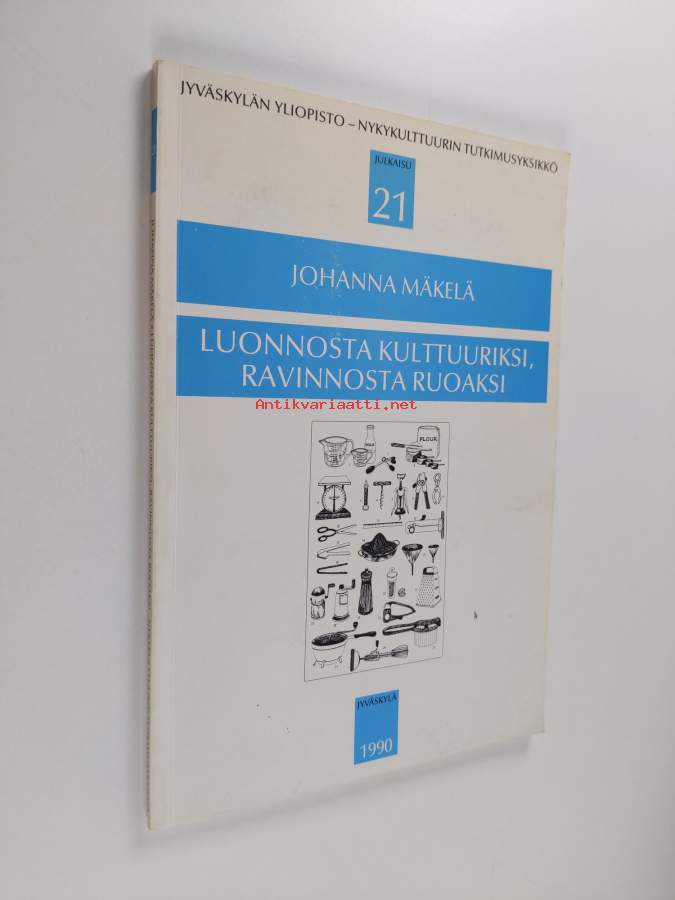 JYVÄSKYLÄN YLIOPISTO – NYKYKULTTUURIN TUTKIMUSYKSIKKÖ
JULKAISU
21
JOHANNA MÄKELÄ
LUONNOSTA KULTTUURIKSI,
RAVINNOSTA RUOAKSI
Antikvariaatti.net
FLOUR
JYVÄSKYLÄ
1990